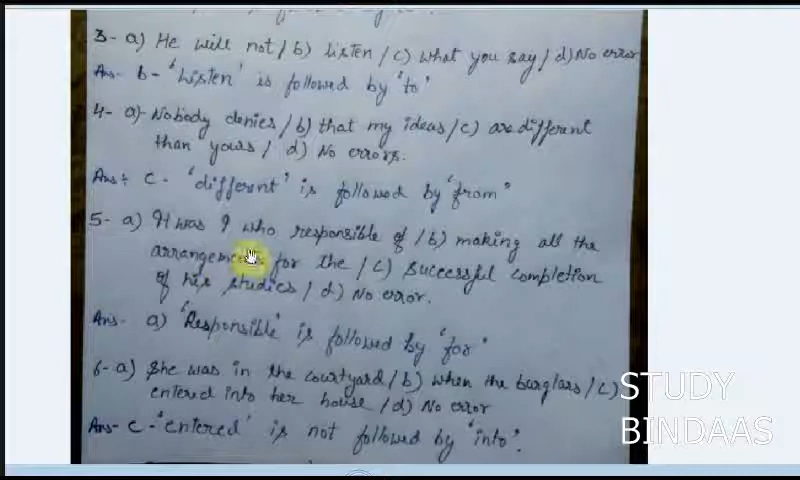 3- a) He will not / b) listen / c) what you say / d) No error
Ans- b- 'Listen' is followed by 'to'
4- a)- Nobody denies / b) that my ideas / c) are different
than yours / d) No errors.
Ans+ C- 'different' is followed by 'from"
5- a) It was I who responsible of / b) making all the
arrangements for the / c) successful completion
of his studies / d) No error.
Ans- a) 'Responsible' is followed by 'for"
6- a) She was in the courtyard / b) when the burglars / c)
entered into her house / d) No error
Ans- C- 'entered' is not followed by 'into'.
STUDY
BINDAAS